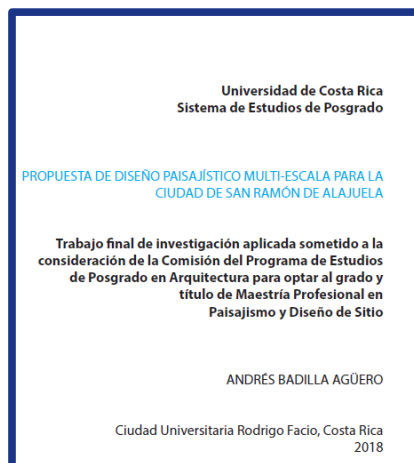 Universidad de Costa Rica
Sistema de Estudios de Posgrado
PROPUESTA DE DISEÑO PAISAJÍSTICO MULTI-ESCALA PARA LA
CIUDAD DE SAN RAMÓN DE ALAJUELA
Trabajo final de investigación aplicada sometido a la
consideración de la Comisión del Programa de Estudios
de Posgrado en Arquitectura para optar al grado y
título de Maestría Profesional en
Paisajismo y Diseño de Sitio
ANDRÉS BADILLA AGÜERO
Ciudad Universitaria Rodrigo Facio, Costa Rica
2018